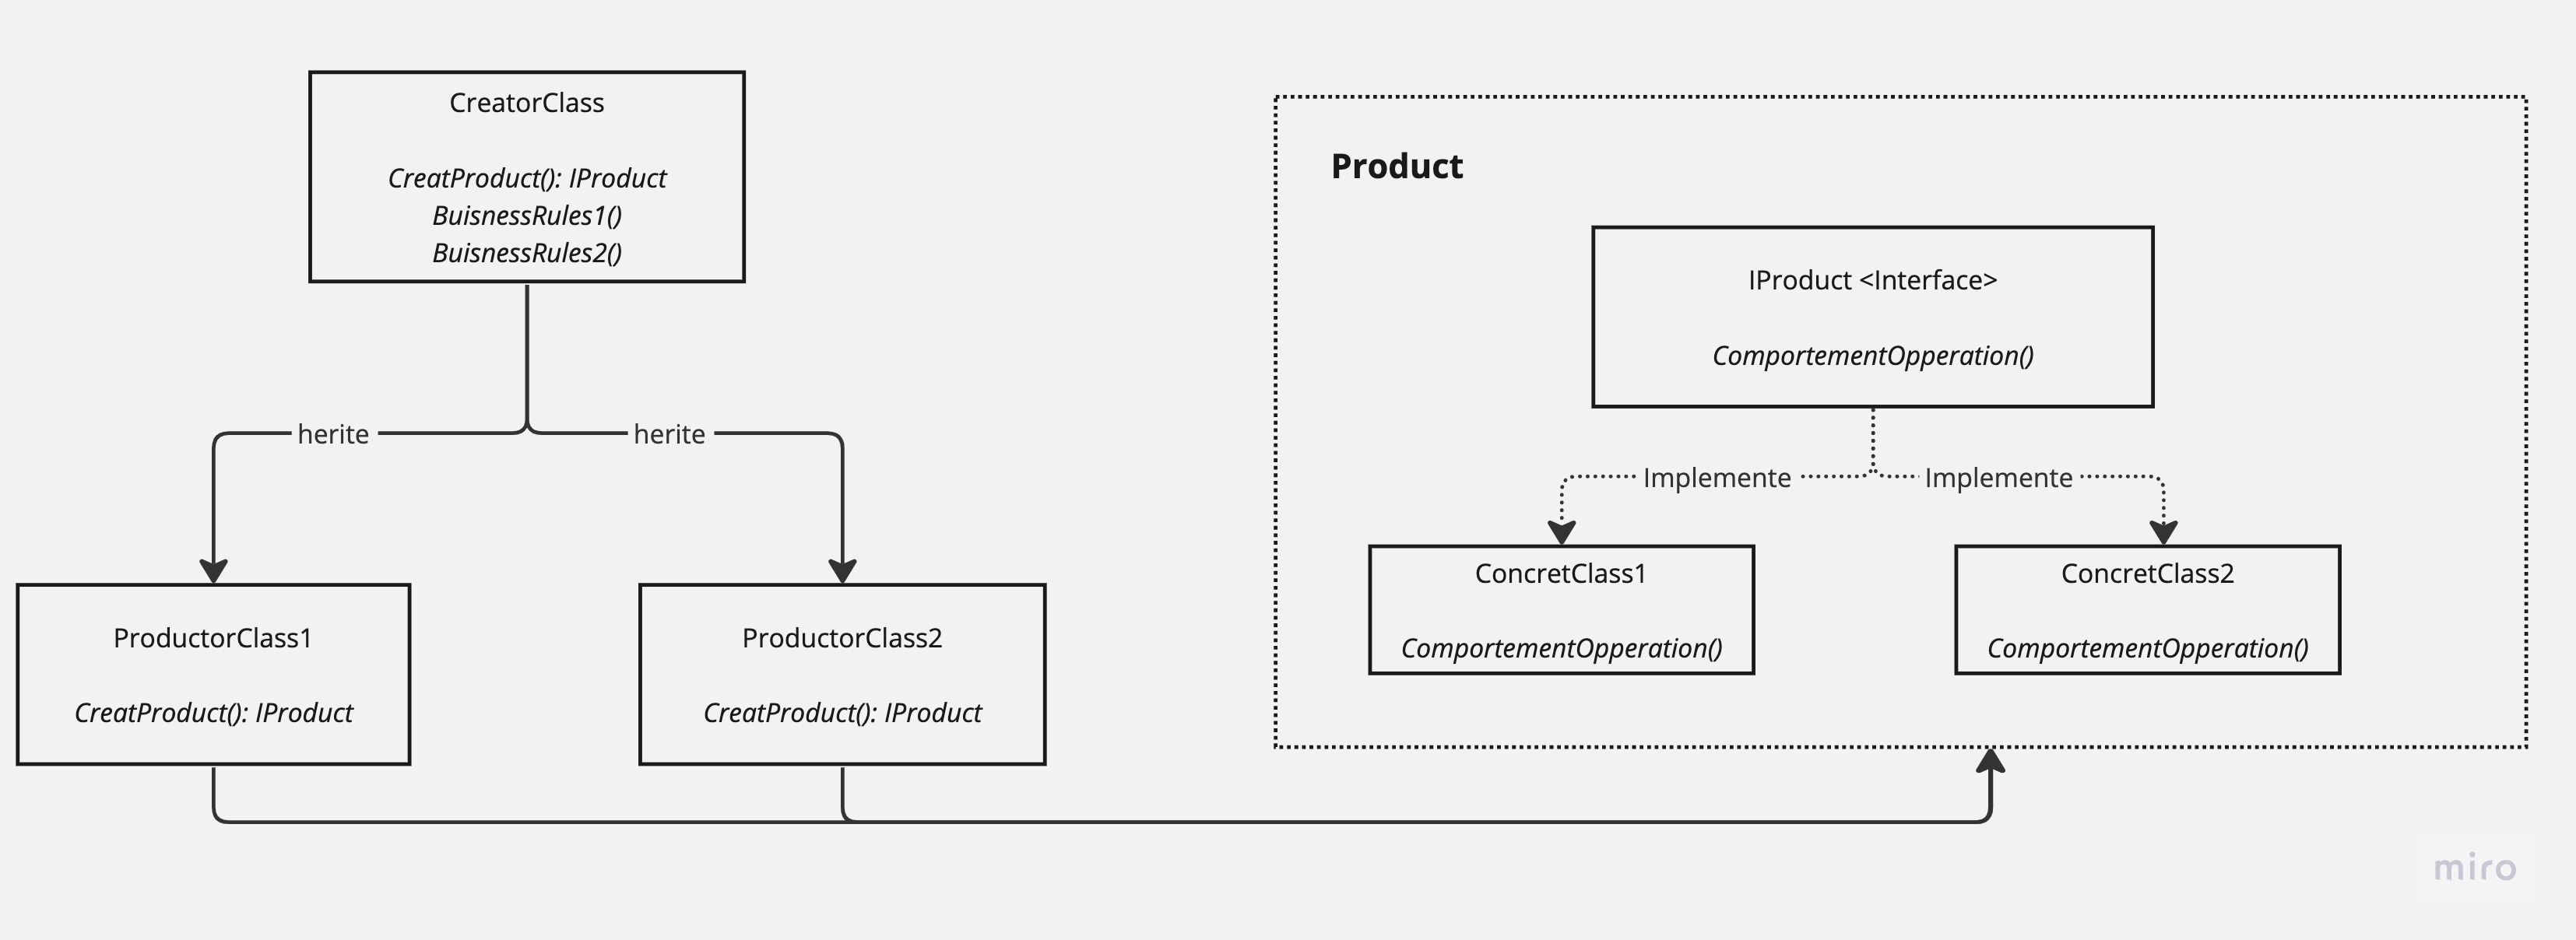 CreatorClass
CreatProduct(): IProduct
BuisnessRules1()
BuisnessRules2()
herite
herite
ProductorClass1
CreatProduct(): IProduct
ProductorClass2
CreatProduct(): IProduct
Product
IProduct <Interface>
ComportementOpperation()
Implemente
Implemente
ConcretClass1
ComportementOpperation()
ConcretClass2
ComportementOpperation()
miro